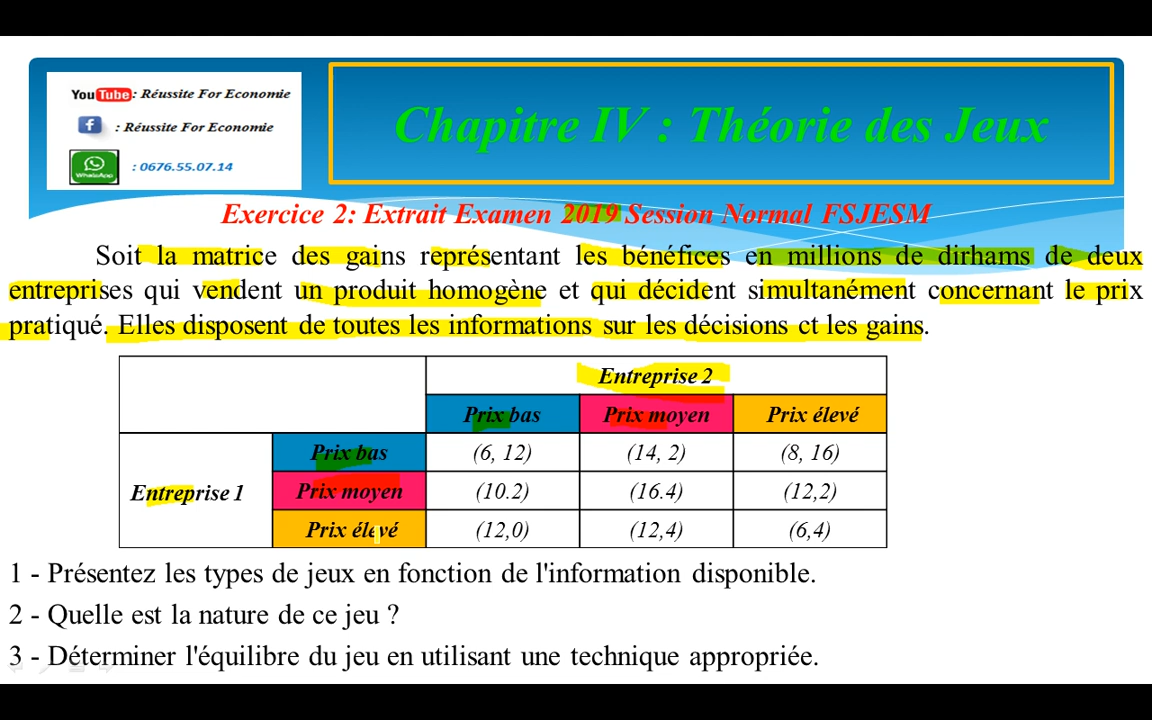 YouTube : Réussite For Economie
f : Réussite For Economie
WhatsApp : 0676.55.07.14
Chapitre IV : Théorie des Jeux
Exercice 2: Extrait Examen 2019 Session Normal FSJESM
Soit la matrice des gains représentant les bénéfices en millions de dirhams de deux
entreprises qui vendent un produit homogène et qui décident simultanément concernant le prix
pratiqué. Elles disposent de toutes les informations sur les décisions ct les gains.
Entreprise 2
Prix bas Prix moyen Prix élevé
Prix bas (6, 12) (14, 2) (8, 16)
Entreprise 1 Prix moyen (10.2) (16.4) (12,2)
Prix élevé (12,0) (12,4) (6,4)
1 - Présentez les types de jeux en fonction de l'information disponible.
2 - Quelle est la nature de ce jeu ?
3 - Déterminer l'équilibre du jeu en utilisant une technique appropriée.